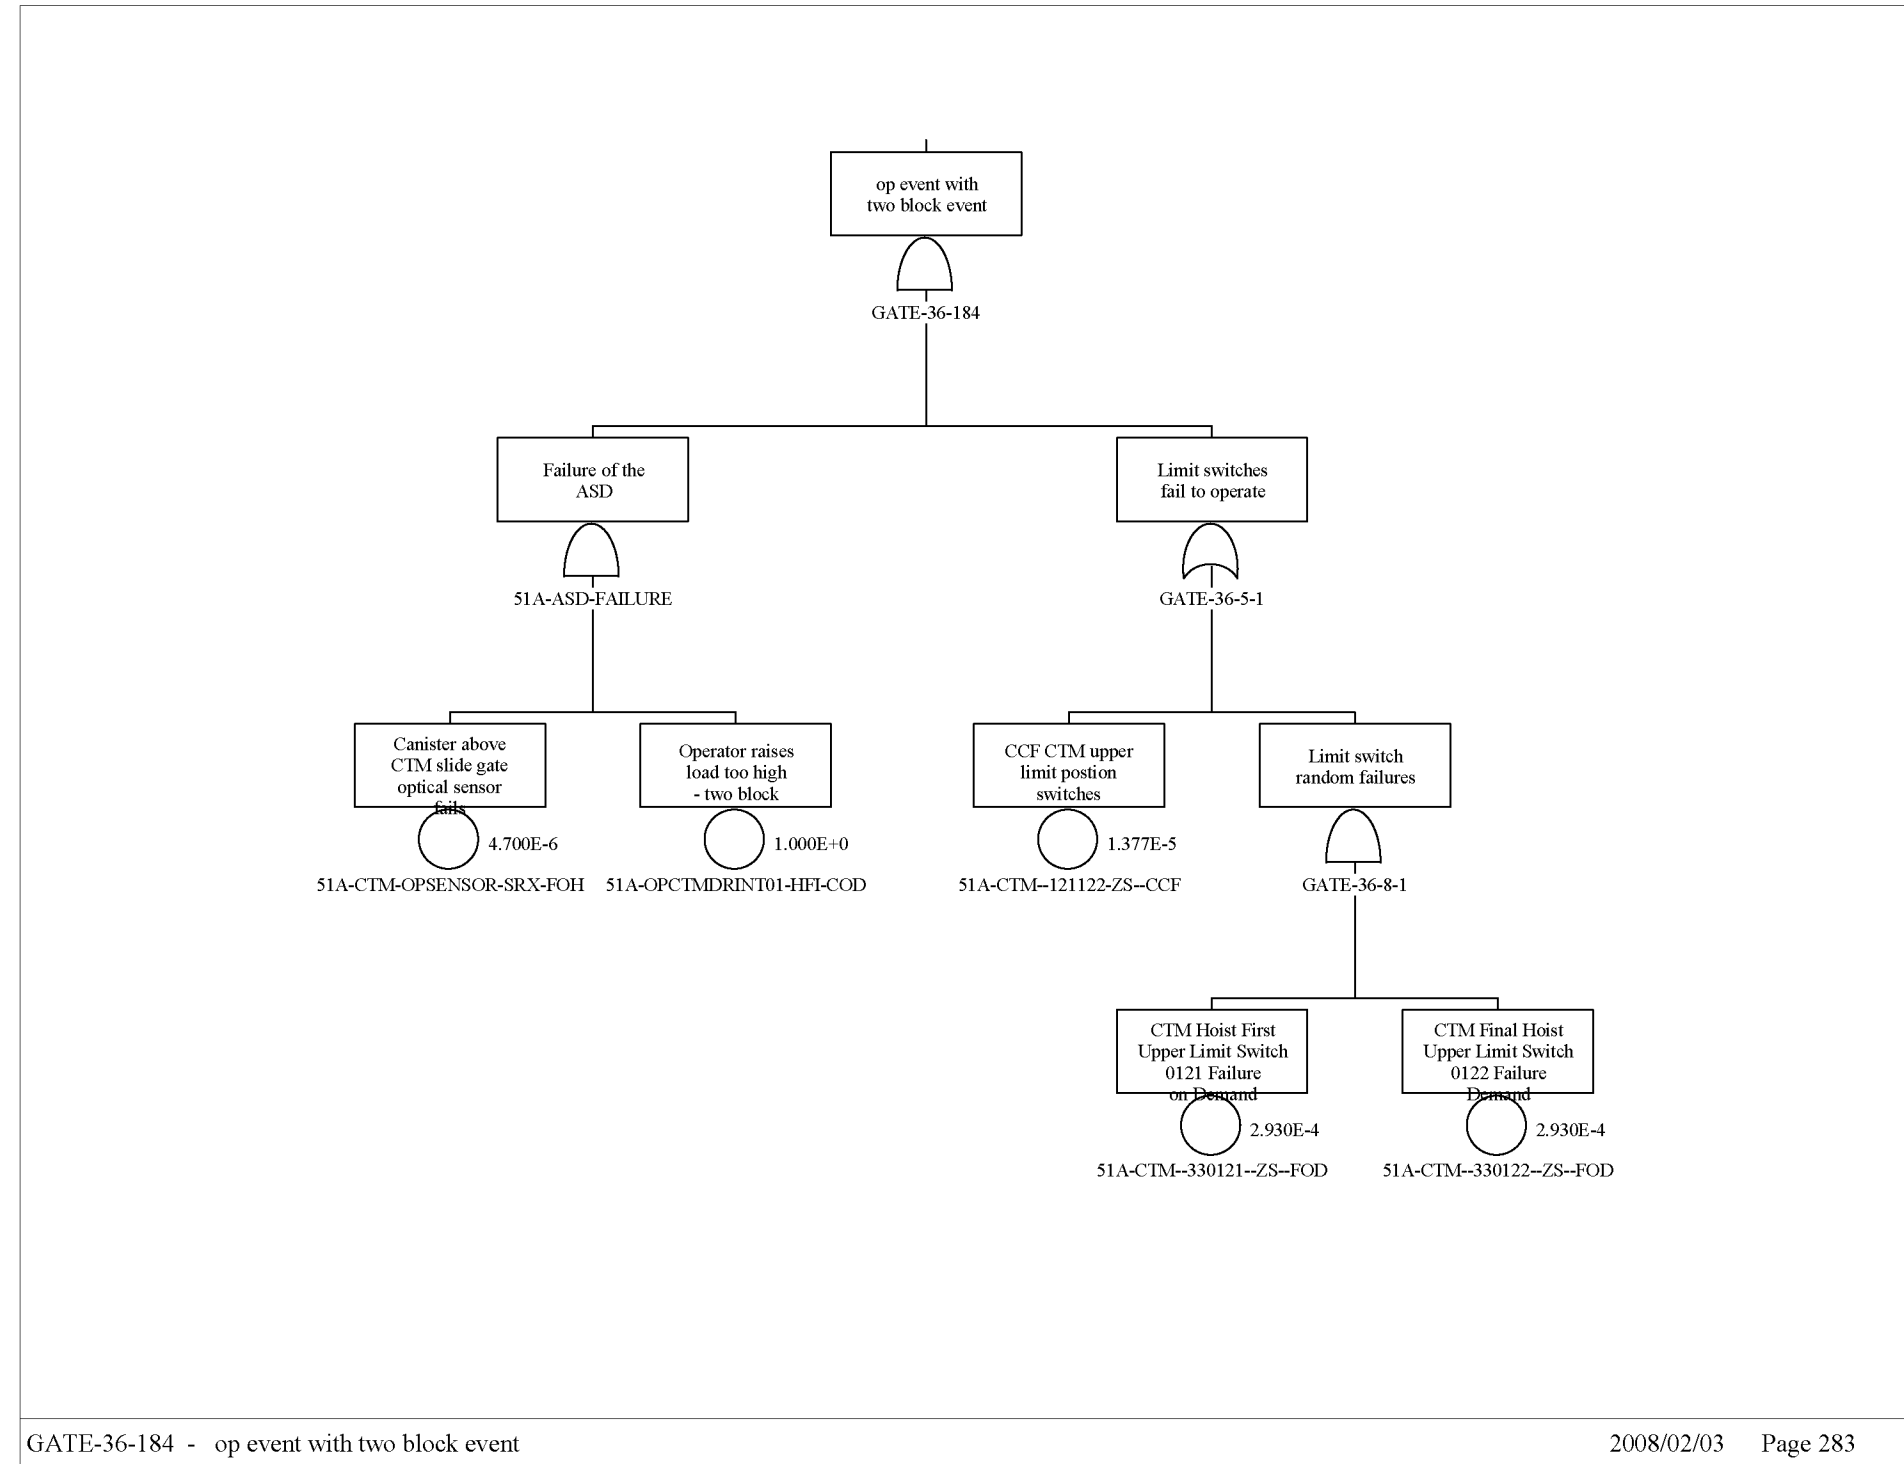 op event with
two block event
GATE-36-184
Failure of the
ASD
51A-ASD-FAILURE
Limit switches
fail to operate
GATE-36-5-1
Canister above
CTM slide gate
optical sensor
fails
4.700E-6
51A-CTM-OPSENSOR-SRX-FOH
Operator raises
load too high
- two block
1.000E+0
51A-OPCTMDRINT01-HFI-COD
CCF CTM upper
limit postion
switches
1.377E-5
51A-CTM--121122-ZS--CCF
Limit switch
random failures
GATE-36-8-1
CTM Hoist First
Upper Limit Switch
0121 Failure
on Demand
2.930E-4
51A-CTM--330121--ZS--FOD
CTM Final Hoist
Upper Limit Switch
0122 Failure
Demand
2.930E-4
51A-CTM--330122--ZS--FOD
GATE-36-184 - op event with two block event
2008/02/03 Page 283